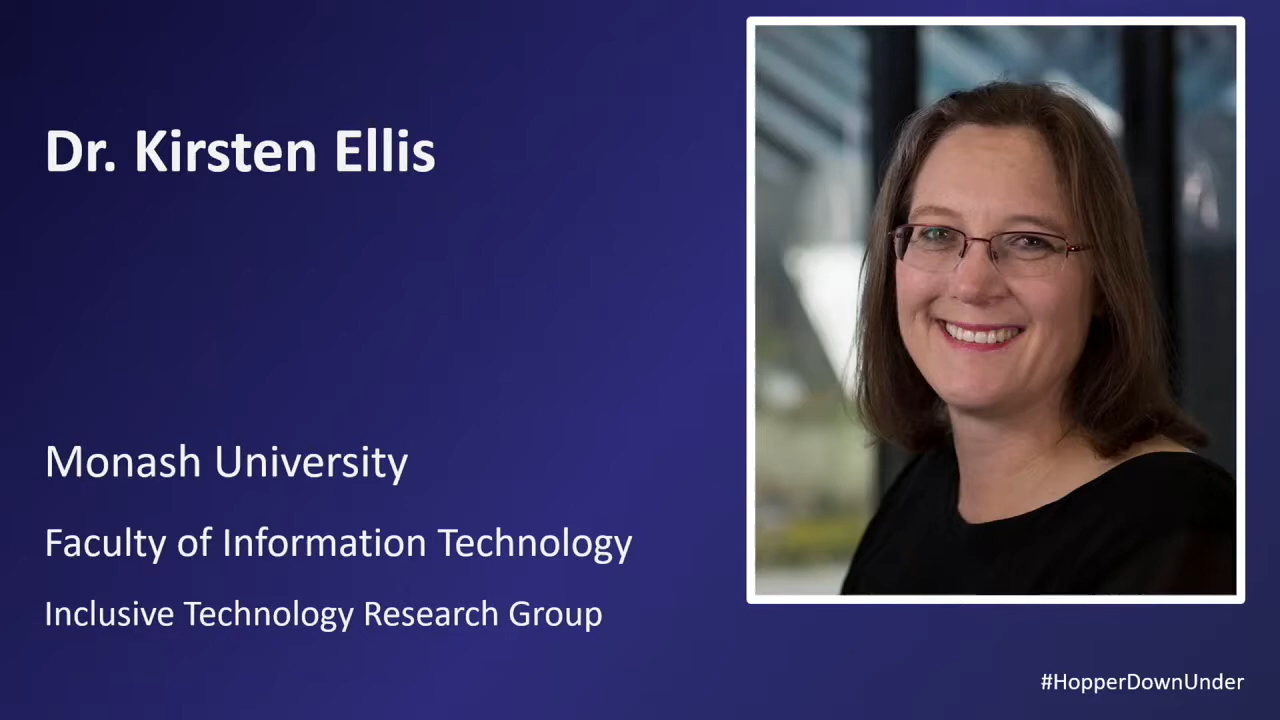 Dr. Kirsten Ellis
Monash University
Faculty of Information Technology
Inclusive Technology Research Group
#HopperDownUnder